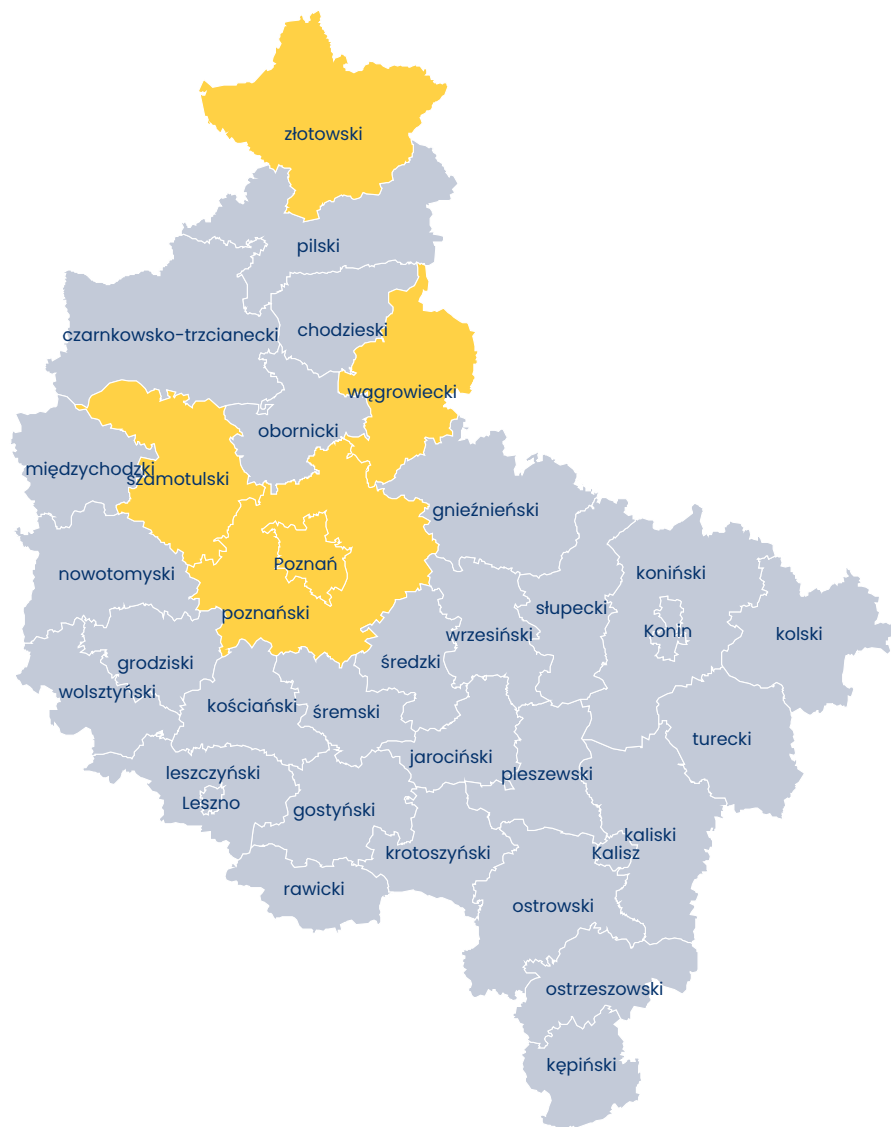 złotowski
pilski
chodzieski
czarnkowsko-trzcianecki
wągrowiecki
obornicki
międzychodzki
szamotulski
gnieźnieński
Poznań
nowotomyski
koniński
poznański
słupecki
Konin
wrzesiński
kolski
grodziski
średzki
wolsztyński
kościański
śremski
turecki
jarociński
leszczyński
pleszewski
Leszno
gostyński
kaliski
krotoszyński
Kalisz
rawicki
ostrowski
ostrzeszowski
kępiński